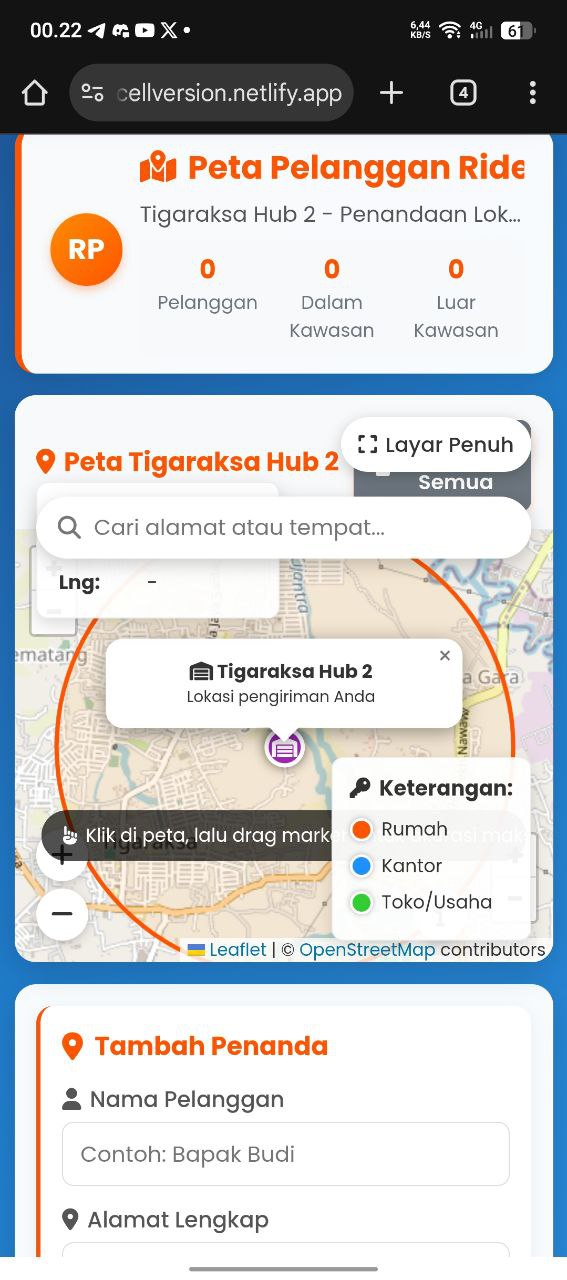 00.22
6,44 KB/S
4G
61
cellversion.netlify.app
4
Peta Pelanggan Ride
RP
Tigaraksa Hub 2 - Penandaan Lok...
0 0 0
Pelanggan Dalam Kawasan Luar Kawasan
Peta Tigaraksa Hub 2
Layar Penuh
Semua
Cari alamat atau tempat...
Lng: -
ematang
a Gara
Nawawi
Tigaraksa Hub 2
×
Lokasi pengiriman Anda
Keterangan:
Rumah
Kantor
Toko/Usaha
Klik di peta, lalu drag marker
+
−
Leaflet | © OpenStreetMap contributors
Tambah Penanda
Nama Pelanggan
Contoh: Bapak Budi
Alamat Lengkap